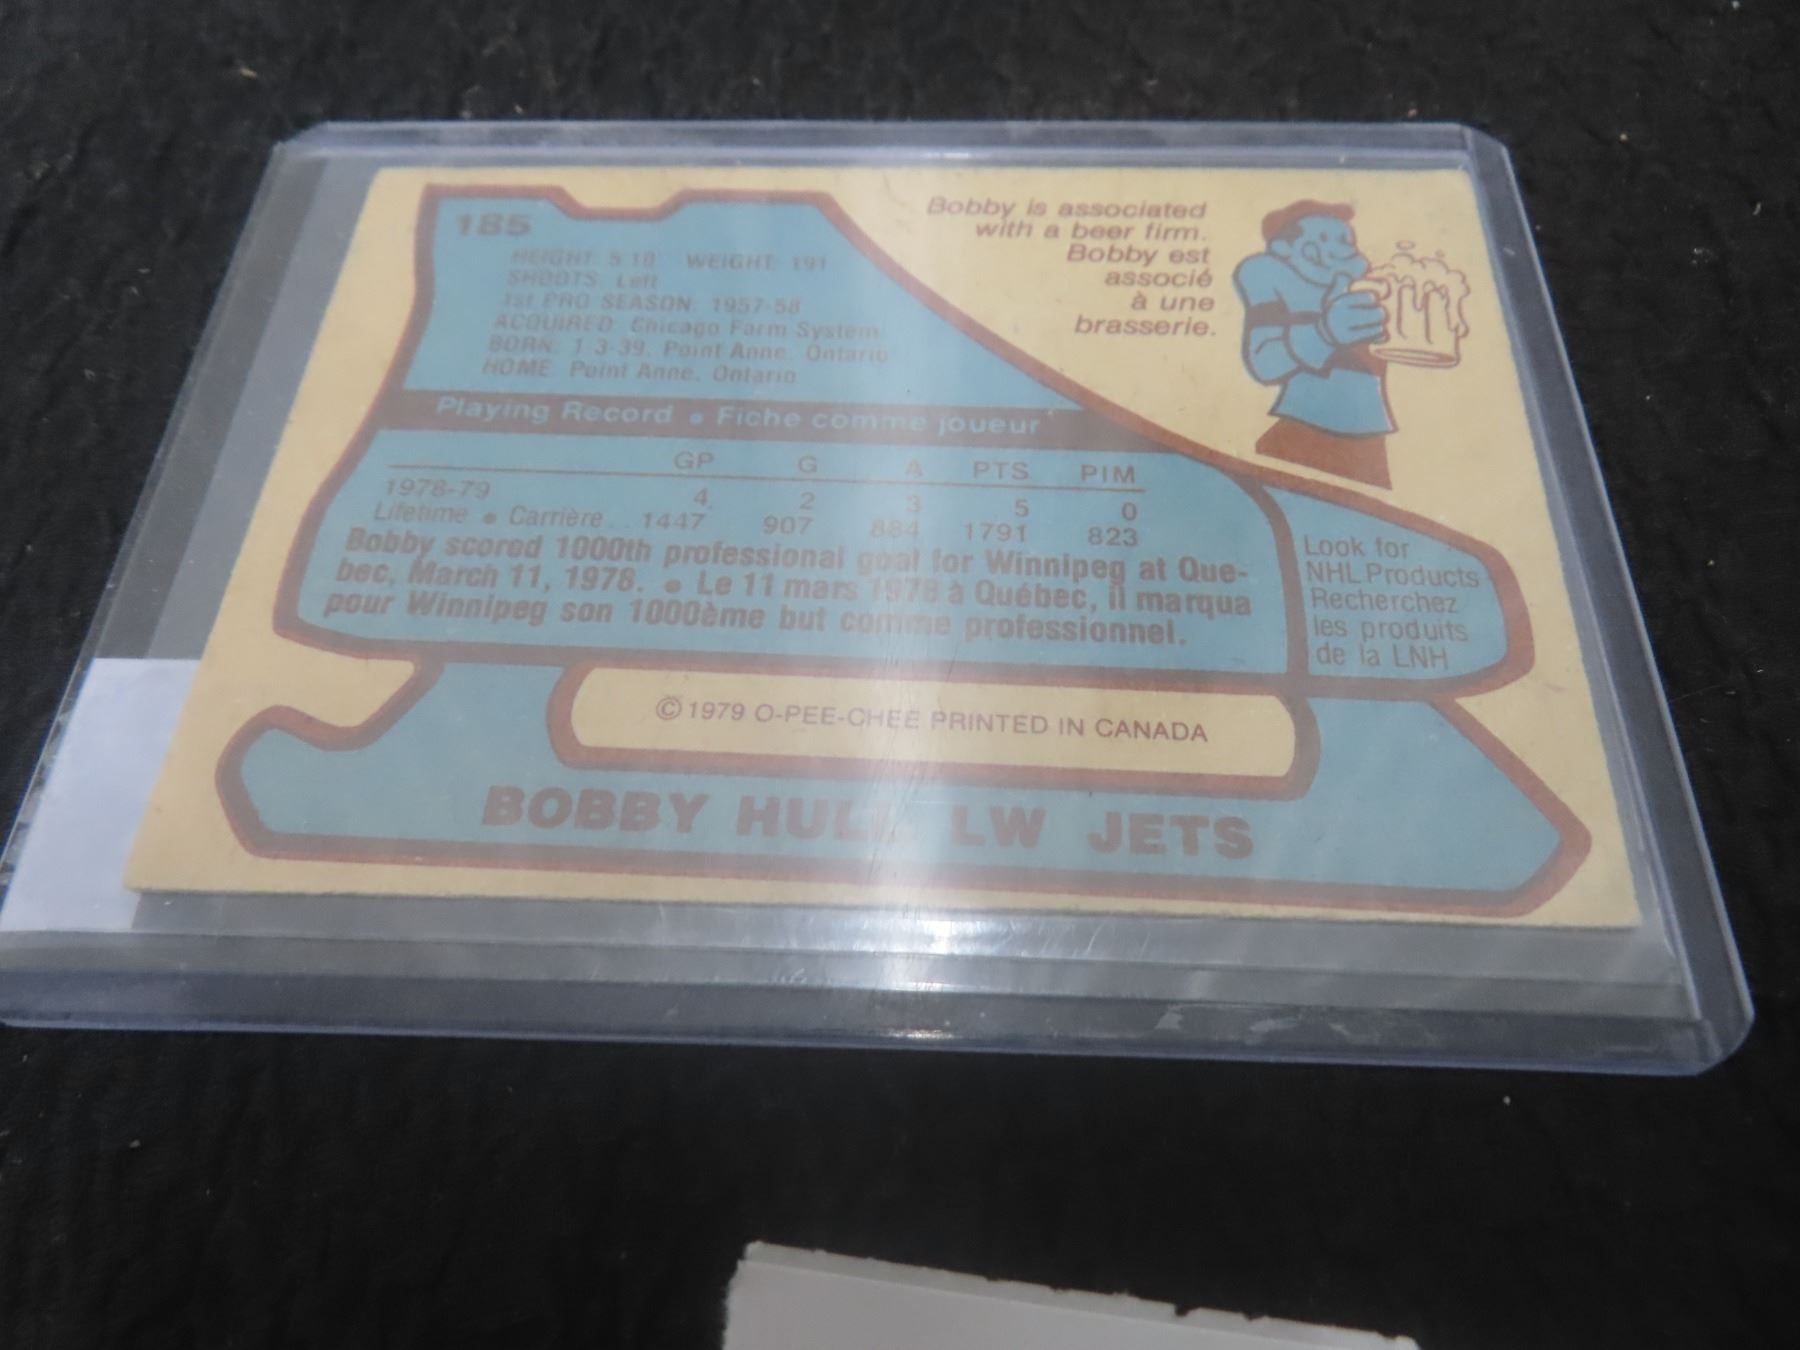 185
HEIGHT: 5'10" WEIGHT: 191
SHOOTS: Left
1st PRO SEASON: 1957-58
ACQUIRED: Chicago Farm System
BORN: 1-3-39, Point Anne, Ontario
HOME: Point Anne, Ontario
Bobby is associated
with a beer firm.
Bobby est
associé
à une
brasserie.
Playing Record • Fiche comme joueur
GP G A PTS PIM
1978-79 4 2 3 5 0
Lifetime • Carrière 1447 907 884 1791 823
Bobby scored 1000th professional goal for Winnipeg at Que-
bec, March 11, 1978. • Le 11 mars 1978 à Québec, il marqua
pour Winnipeg son 1000ème but comme professionnel.
Look for
NHL Products
Recherchez
les produits
de la LNH
© 1979 O-PEE-CHEE PRINTED IN CANADA
BOBBY HULL LW JETS